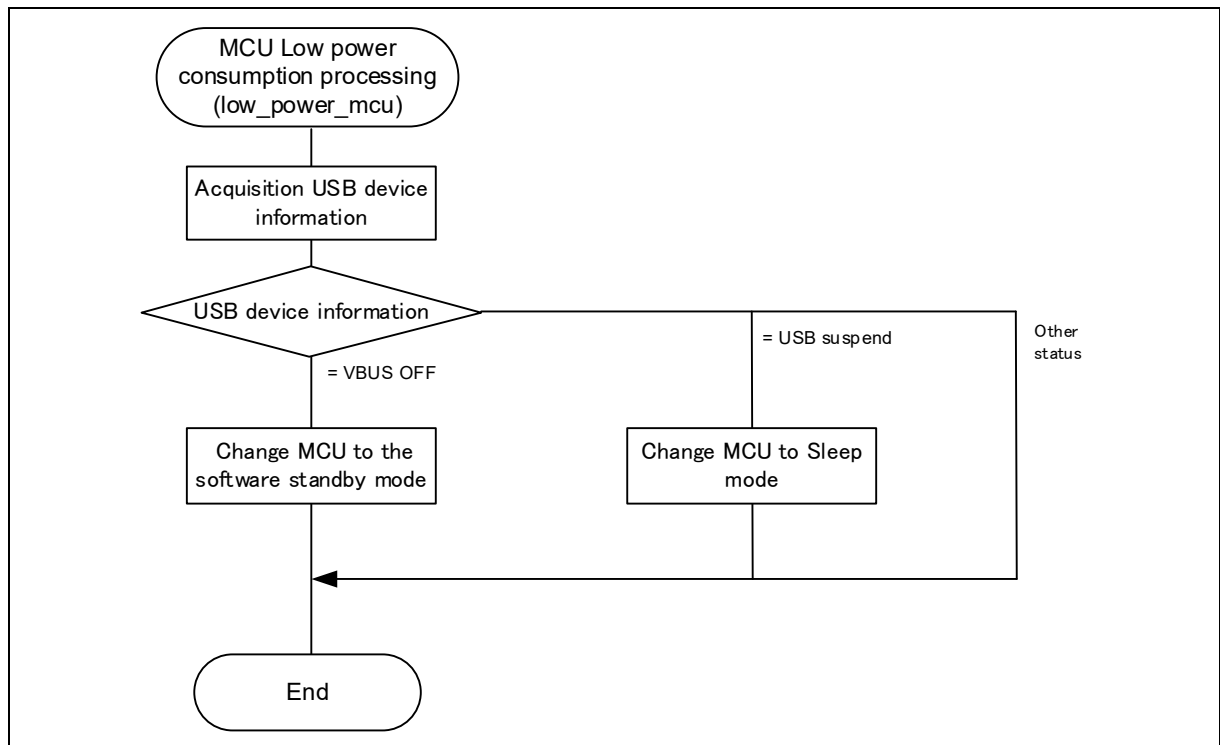 MCU Low power
consumption processing
(low_power_mcu)
Acquisition USB device
information
USB device information
= VBUS OFF
= USB suspend
Other
status
Change MCU to the
software standby mode
Change MCU to Sleep
mode
End